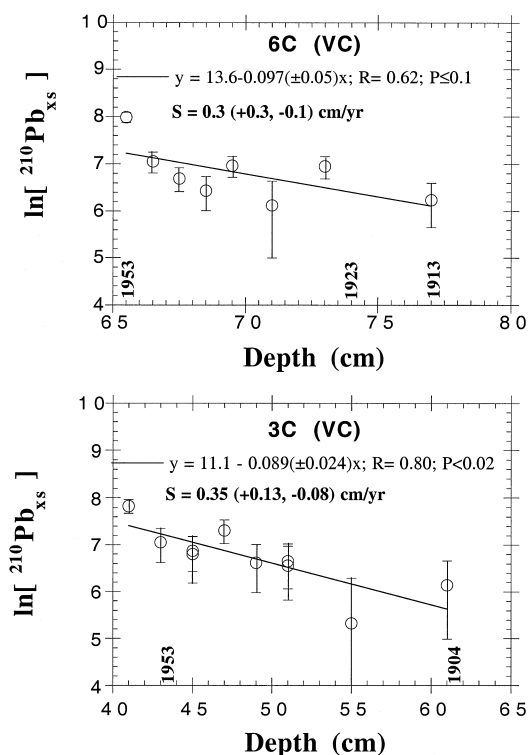 6C (VC)
y = 13.6-0.097(±0.05)x; R= 0.62; P≤0.1
S = 0.3 (+0.3, -0.1) cm/yr
ln[ ²¹⁰Pb_xs ]
10
9
8
7
6
5
4
1953
1923
1913
65 70 75 80
Depth (cm)
3C (VC)
y = 11.1 - 0.089(±0.024)x; R= 0.80; P<0.02
S = 0.35 (+0.13, -0.08) cm/yr
ln[ ²¹⁰Pb_xs ]
10
9
8
7
6
5
4
1953
1904
40 45 50 55 60 65
Depth (cm)